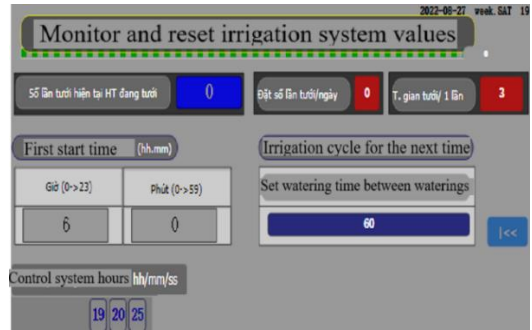 2022-08-27 week.SAT 19
Monitor and reset irrigation system values
Số lần tưới hiện tại HT đang tưới 0 Đặt số lần tưới/ngày 0 T. gian tưới/ 1 lần 3
First start time (hh.mm) Irrigation cycle for the next time
Giờ (0->23) Phút (0->59) Set watering time between waterings
6 0 60
|<<
Control system hours hh/mm/ss
19 20 25